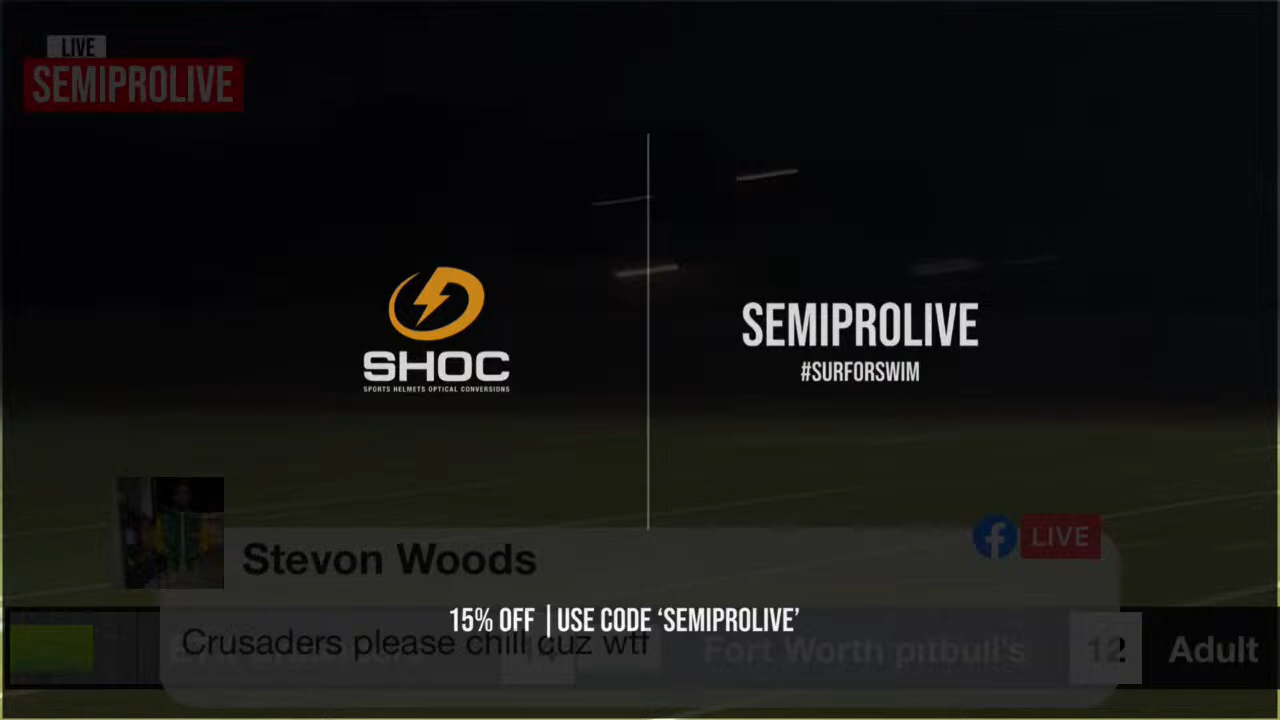 LIVE
SEMIPROLIVE
SHOC
SPORTS HELMETS OPTICAL CONVERSIONS
SEMIPROLIVE
#SURFORSWIM
LIVE
Stevon Woods
15% OFF | USE CODE ‘SEMIPROLIVE’
Crusaders please chill cuz wtf
Fort Worth pitbull's 12 Adult